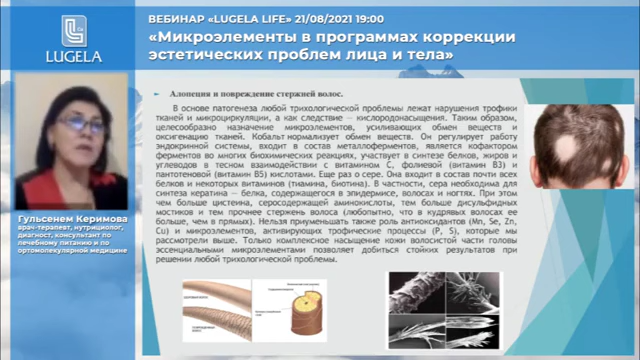 LUGELA
ВЕБИНАР «LUGELA LIFE» 21/08/2021 19:00
«Микроэлементы в программах коррекции
эстетических проблем лица и тела»
Алопеция и повреждение стержней волос.
В основе патогенеза любой трихологической проблемы лежат нарушения трофики
тканей и микроциркуляции, а как следствие — кислородонасыщения. Таким образом,
целесообразно назначение микроэлементов, усиливающих обмен веществ и
оксигенацию тканей. Кобальт нормализует обмен веществ. Он регулирует работу
эндокринной системы, входит в состав металлоферментов, является кофактором
ферментов во многих биохимических реакциях, участвует в синтезе белков, жиров и
углеводов в тесном взаимодействии с витамином С, фолиевой (витамин В3) и
пантотеновой (витамин В5) кислотами. Еще раз о сере. Она входит в состав почти всех
белков и некоторых витаминов (тиамина, биотина). В частности, сера необходима для
синтеза кератина — белка, содержащегося в эпидермисе, волосах и ногтях. При этом
чем больше цистеина, серосодержащей аминокислоты, тем больше дисульфидных
мостиков и тем прочнее стержень волоса (любопытно, что в кудрявых волосах ее
больше, чем в прямых). Нельзя приуменьшать также роль антиоксидантов (Mn, Se, Zn,
Cu) и микроэлементов, активирующих трофические процессы (P, S), которые мы
рассмотрели выше. Только комплексное насыщение кожи волосистой части головы
эссенциальными микроэлементами позволяет добиться стойких результатов при
решении любой трихологической проблемы.
Гульсенем Керимова
врач-терапевт, нутрициолог,
диагност, консультант по
лечебному питанию и по
ортомолекулярной медицине